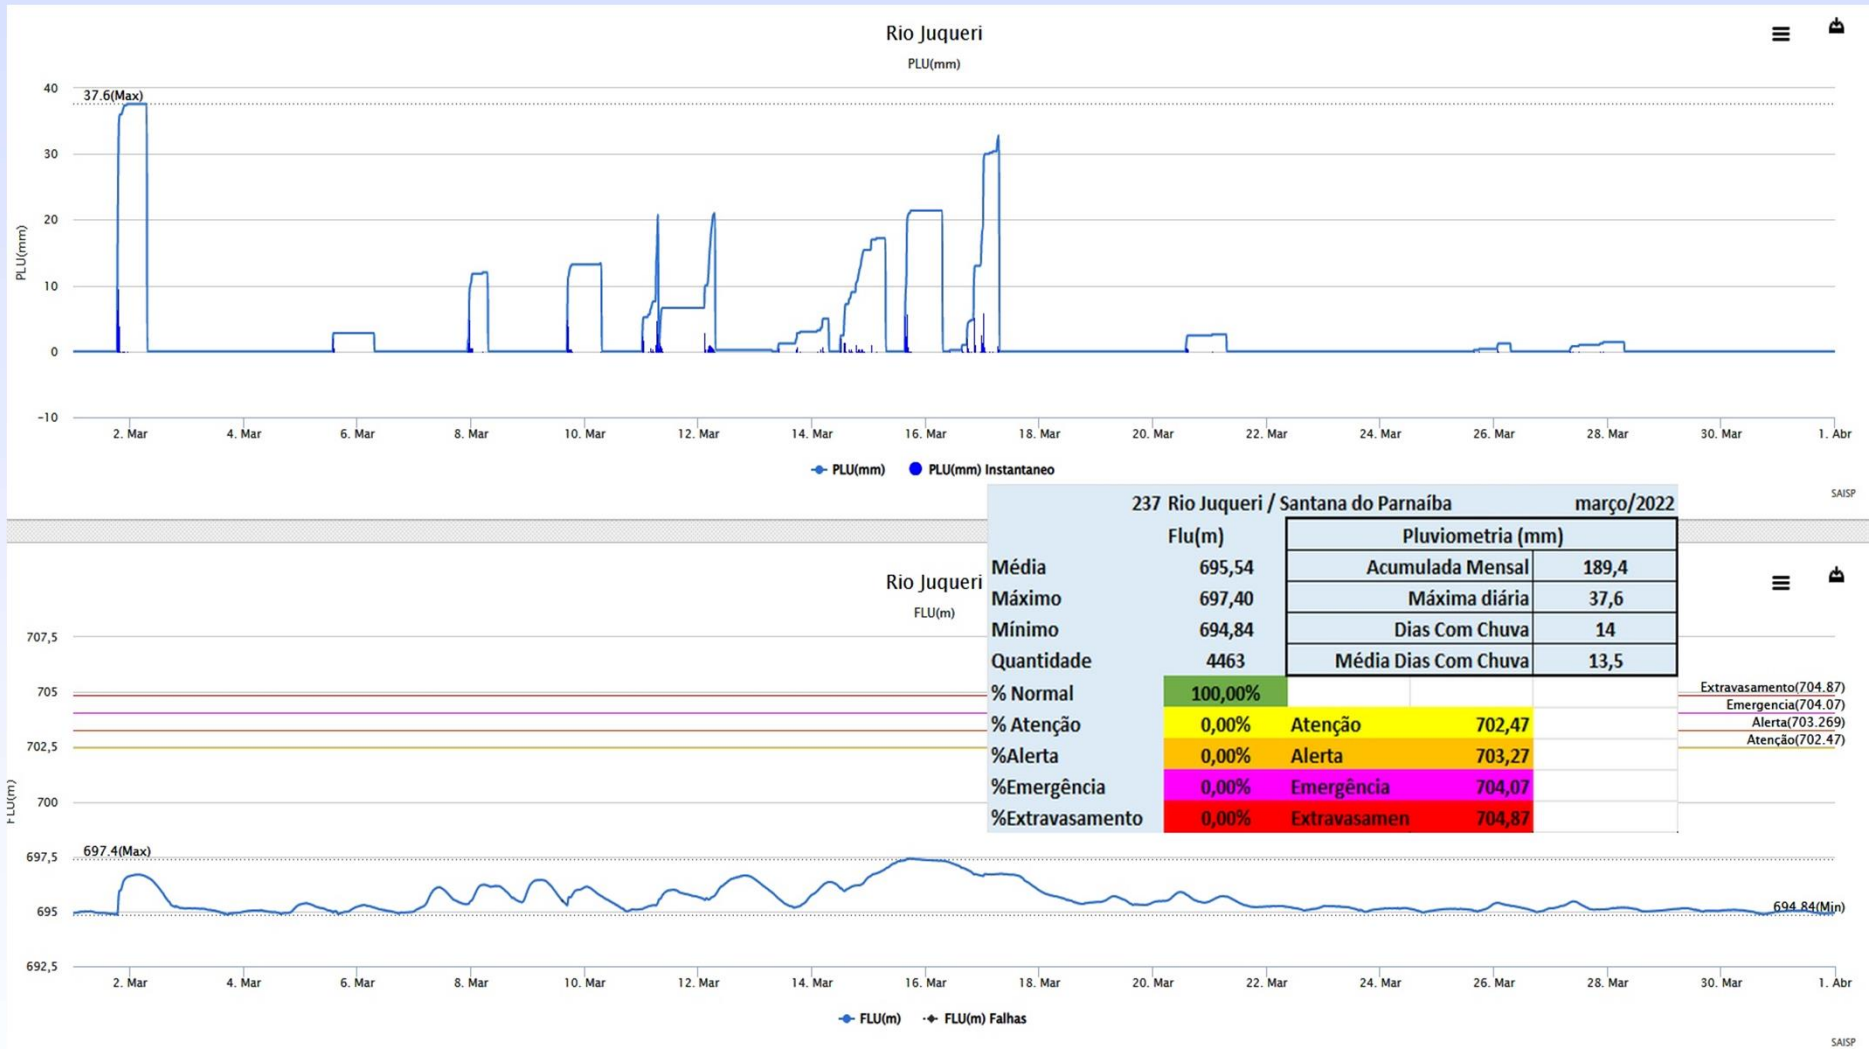 Rio Juqueri
PLU(mm)
40
37.6(Max)
30
20
10
0
-10
PLU(mm)
2. Mar 4. Mar 6. Mar 8. Mar 10. Mar 12. Mar 14. Mar 16. Mar 18. Mar 20. Mar 22. Mar 24. Mar 26. Mar 28. Mar 30. Mar 1. Abr
PLU(mm) PLU(mm) Instantaneo
SAISP
237 Rio Juqueri / Santana do Parnaíba março/2022
Flu(m) Pluviometria (mm)
Média 695,54 Acumulada Mensal 189,4
Máximo 697,40 Máxima diária 37,6
Mínimo 694,84 Dias Com Chuva 14
Quantidade 4463 Média Dias Com Chuva 13,5
% Normal 100,00%
% Atenção 0,00% Atenção 702,47
%Alerta 0,00% Alerta 703,27
%Emergência 0,00% Emergência 704,07
%Extravasamento 0,00% Extravasamen 704,87
Rio Juqueri
FLU(m)
707,5
705
702,5
700
697,5
695
692,5
FLU(m)
Extravasamento(704.87)
Emergencia(704.07)
Alerta(703.269)
Atenção(702.47)
697.4(Max)
694.84(Min)
2. Mar 4. Mar 6. Mar 8. Mar 10. Mar 12. Mar 14. Mar 16. Mar 18. Mar 20. Mar 22. Mar 24. Mar 26. Mar 28. Mar 30. Mar 1. Abr
FLU(m) FLU(m) Falhas
SAISP